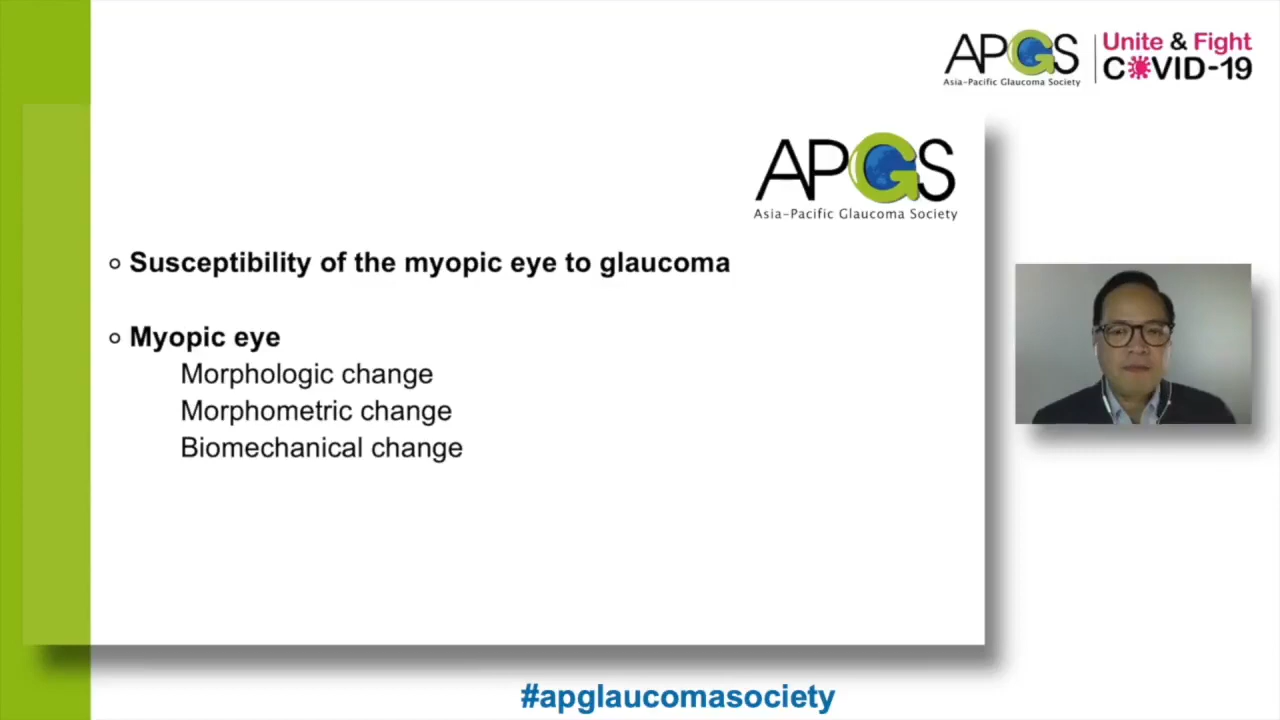 APGS
Asia-Pacific Glaucoma Society
Unite & Fight
COVID-19
APGS
Asia-Pacific Glaucoma Society
Susceptibility of the myopic eye to glaucoma
Myopic eye
Morphologic change
Morphometric change
Biomechanical change
#apglaucomasociety